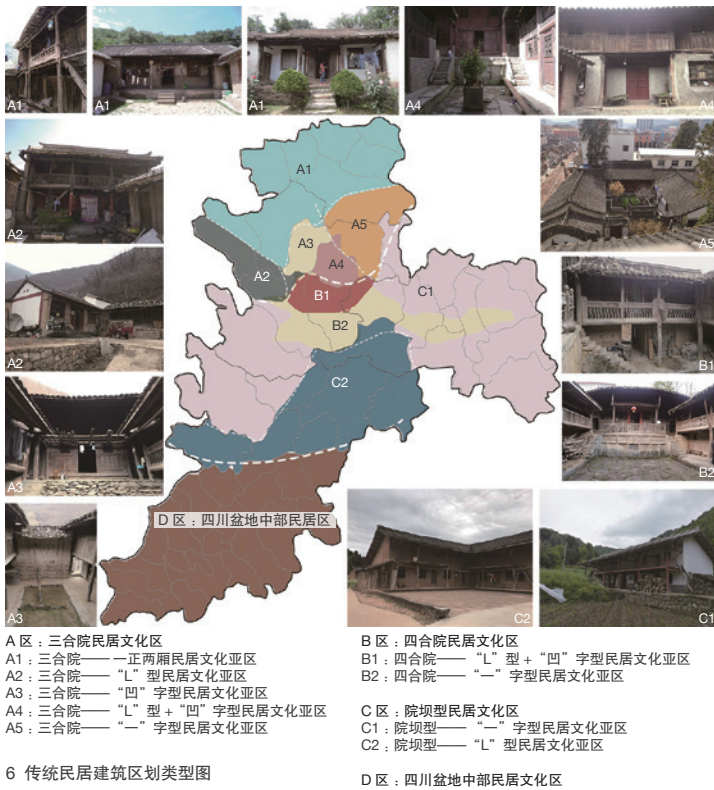 A1
A1
A1
A4
A4
A2
A2
A3
A3
A5
B1
B2
C2
C1
A1
A5
A3
A4
A2
B1
C1
B2
C2
D 区：四川盆地中部民居区
A 区：三合院民居文化区
A1：三合院—— 一正两厢民居文化亚区
A2：三合院—— “L”型民居文化亚区
A3：三合院—— “凹”字型民居文化亚区
A4：三合院—— “L”型 + “凹”字型民居文化亚区
A5：三合院—— “一”字型民居文化亚区
6 传统民居建筑区划类型图
B 区：四合院民居文化区
B1：四合院—— “L”型 + “凹”字型民居文化亚区
B2：四合院—— “一”字型民居文化亚区
C 区：院坝型民居文化区
C1：院坝型—— “一”字型民居文化亚区
C2：院坝型—— “L”型民居文化亚区
D 区：四川盆地中部民居文化区